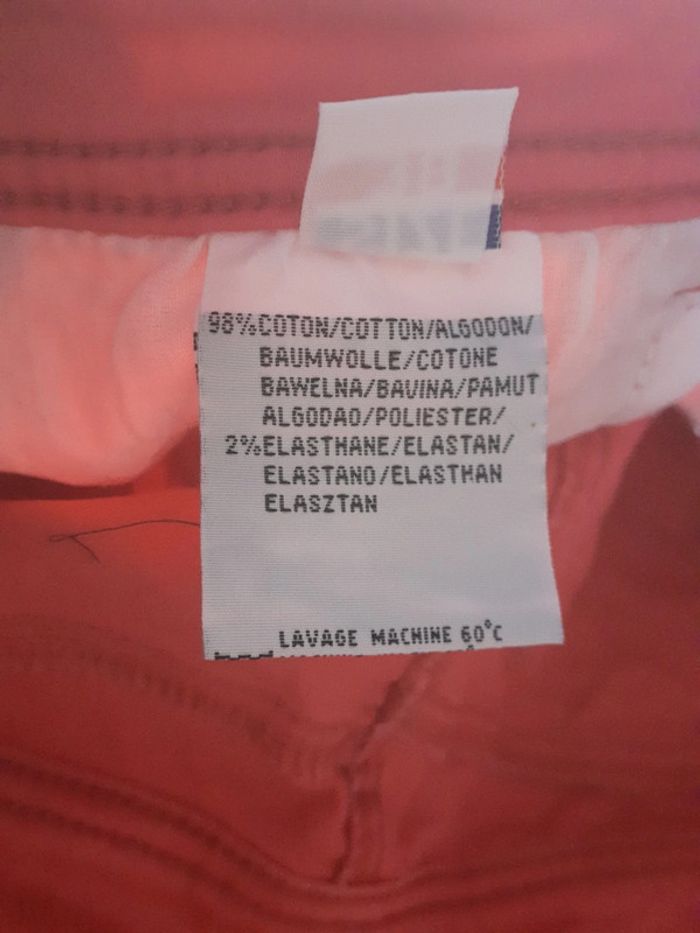 98%COTON/COTTON/ALGODON/
BAUMWOLLE/COTONE
BAWELNA/BAVINA/PAMUT
ALGODAO/POLIESTER/
2%ELASTHANE/ELASTAN/
ELASTANO/ELASTHAN
ELASZTAN
LAVAGE MACHINE 60°C